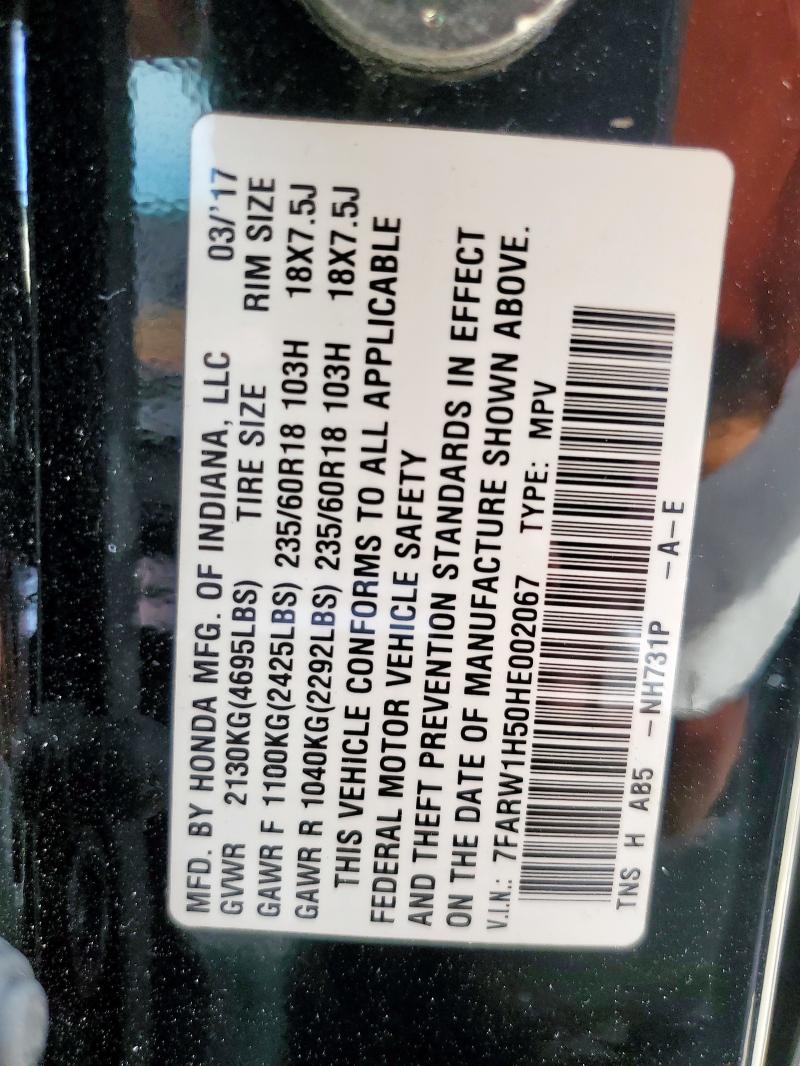 MFD. BY HONDA MFG. OF INDIANA, LLC 03/'17
GVWR 2130KG(4695LBS) TIRE SIZE RIM SIZE
GAWR F 1100KG(2425LBS) 235/60R18 103H 18X7.5J
GAWR R 1040KG(2292LBS) 235/60R18 103H 18X7.5J
THIS VEHICLE CONFORMS TO ALL APPLICABLE
FEDERAL MOTOR VEHICLE SAFETY
AND THEFT PREVENTION STANDARDS IN EFFECT
ON THE DATE OF MANUFACTURE SHOWN ABOVE.
V.I.N.: 7FARW1H50HE002067 TYPE: MPV
TNS H AB5 -NH731P -A-E